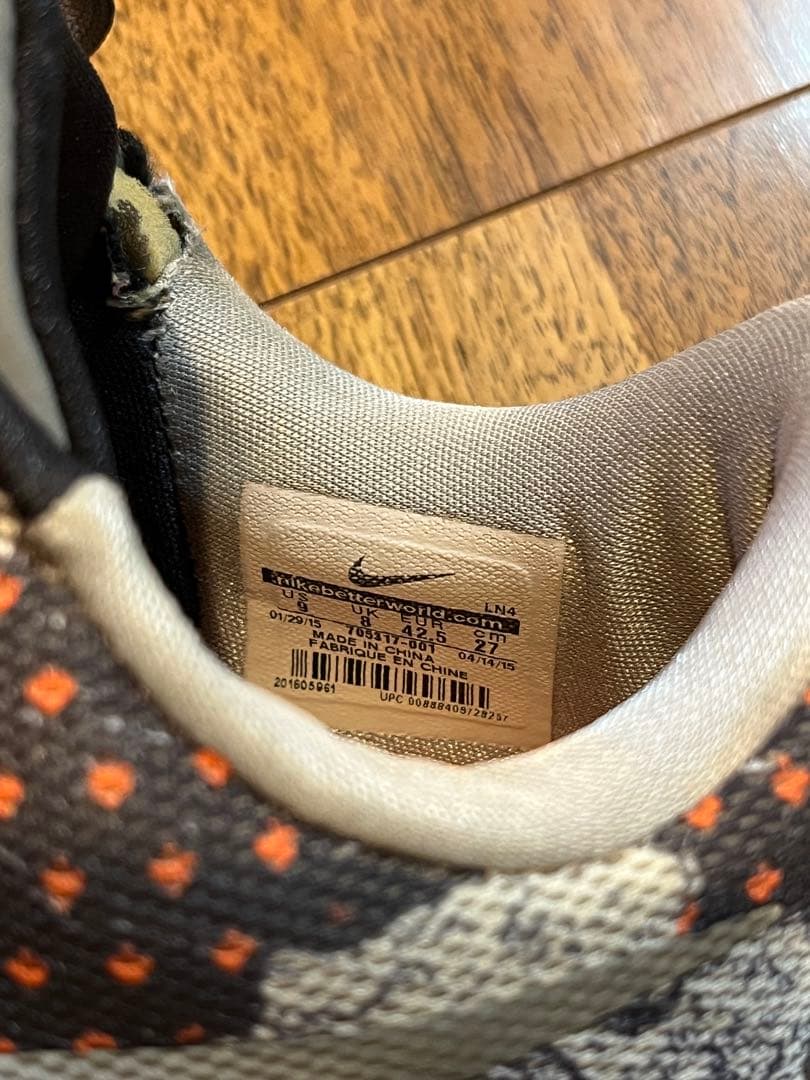 nikebetterworld.com LN4
US UK EUR cm
9 8 42.5 27
01/29/15 705317-001 04/14/15
MADE IN CHINA
FABRIQUE EN CHINE
201605961
UPC